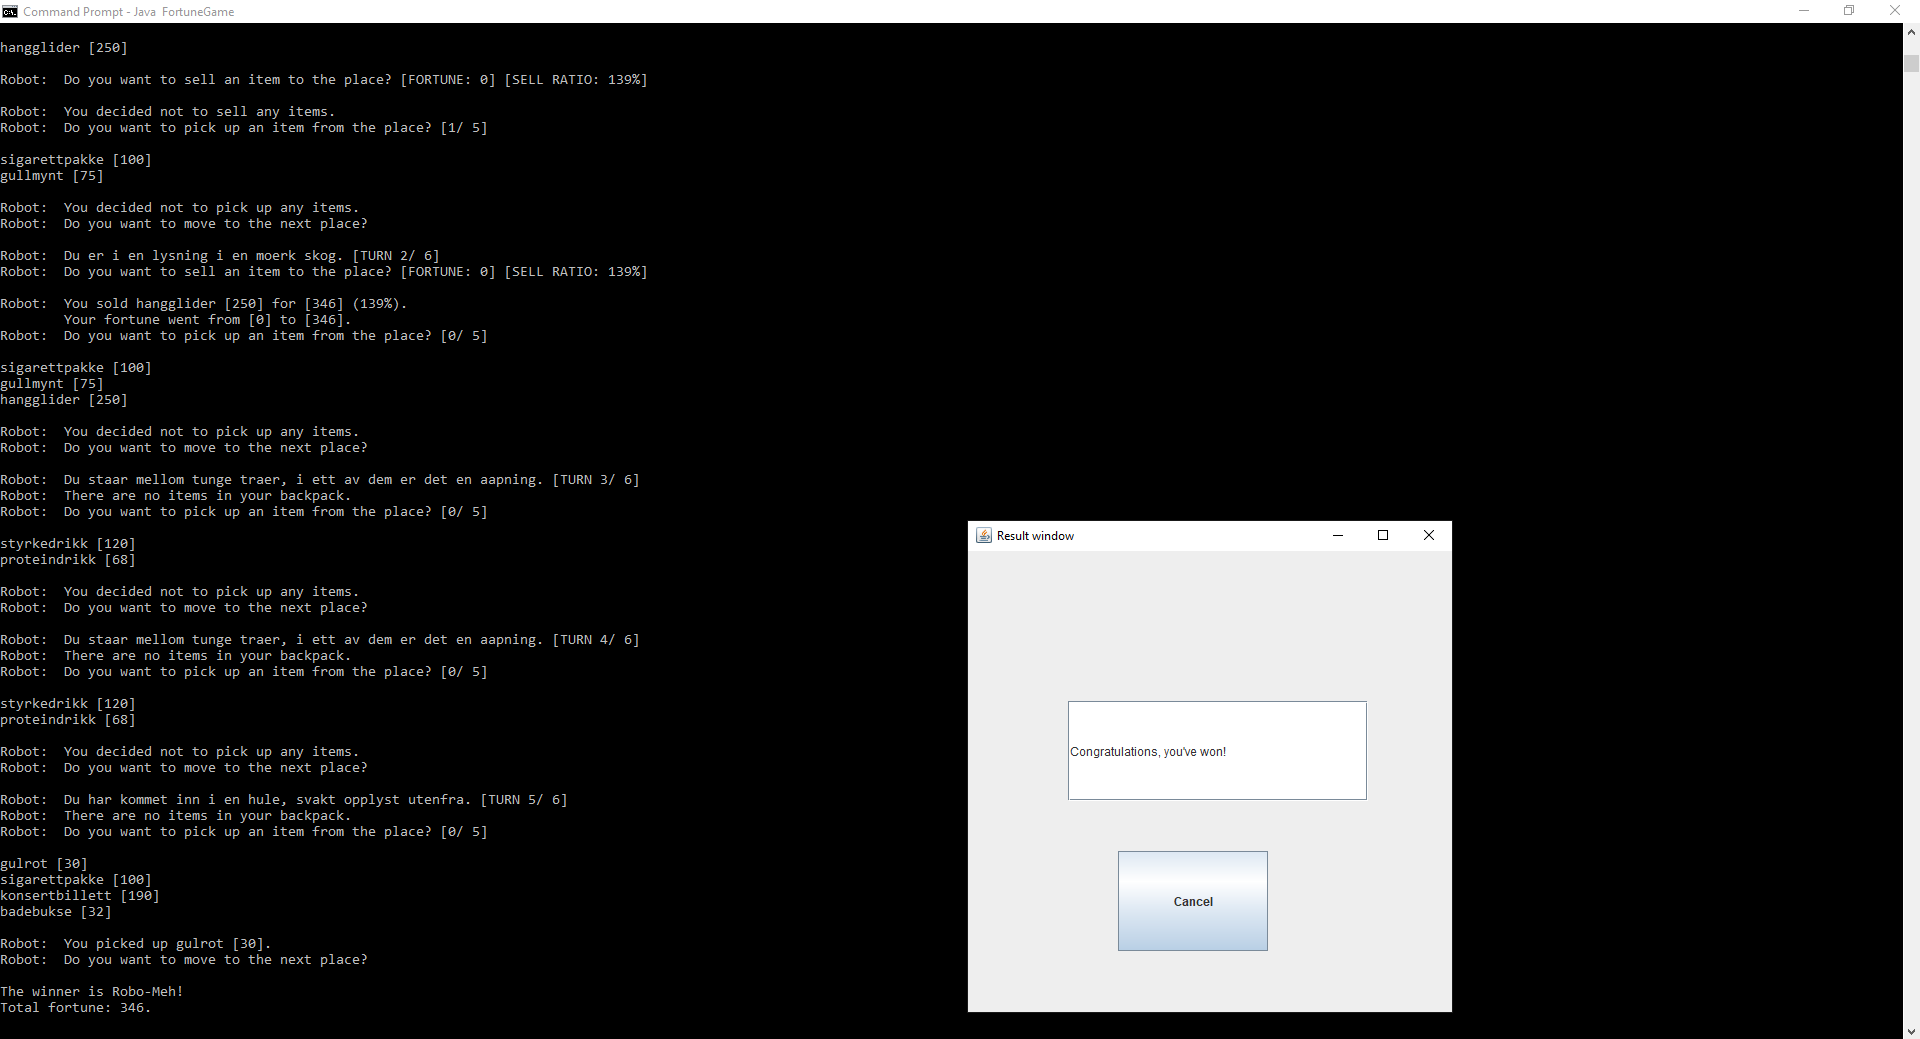 Command Prompt - Java  FortuneGame
hangglider [250]
Robot:  Do you want to sell an item to the place? [FORTUNE: 0] [SELL RATIO: 139%]
Robot:  You decided not to sell any items.
Robot:  Do you want to pick up an item from the place? [1/ 5]
sigarettpakke [100]
gullmynt [75]
Robot:  You decided not to pick up any items.
Robot:  Do you want to move to the next place?
Robot:  Du er i en lysning i en moerk skog. [TURN 2/ 6]
Robot:  Do you want to sell an item to the place? [FORTUNE: 0] [SELL RATIO: 139%]
Robot:  You sold hangglider [250] for [346] (139%).
Your fortune went from [0] to [346].
Robot:  Do you want to pick up an item from the place? [0/ 5]
sigarettpakke [100]
gullmynt [75]
hangglider [250]
Robot:  You decided not to pick up any items.
Robot:  Do you want to move to the next place?
Robot:  Du staar mellom tunge traer, i ett av dem er det en aapning. [TURN 3/ 6]
Robot:  There are no items in your backpack.
Robot:  Do you want to pick up an item from the place? [0/ 5]
styrkedrikk [120]
proteindrikk [68]
Robot:  You decided not to pick up any items.
Robot:  Do you want to move to the next place?
Robot:  Du staar mellom tunge traer, i ett av dem er det en aapning. [TURN 4/ 6]
Robot:  There are no items in your backpack.
Robot:  Do you want to pick up an item from the place? [0/ 5]
styrkedrikk [120]
proteindrikk [68]
Robot:  You decided not to pick up any items.
Robot:  Do you want to move to the next place?
Robot:  Du har kommet inn i en hule, svakt opplyst utenfra. [TURN 5/ 6]
Robot:  There are no items in your backpack.
Robot:  Do you want to pick up an item from the place? [0/ 5]
gulrot [30]
sigarettpakke [100]
konsertbillett [190]
badebukse [32]
Robot:  You picked up gulrot [30].
Robot:  Do you want to move to the next place?
The winner is Robo-Meh!
Total fortune: 346.
Result window
Congratulations, you've won!
Cancel